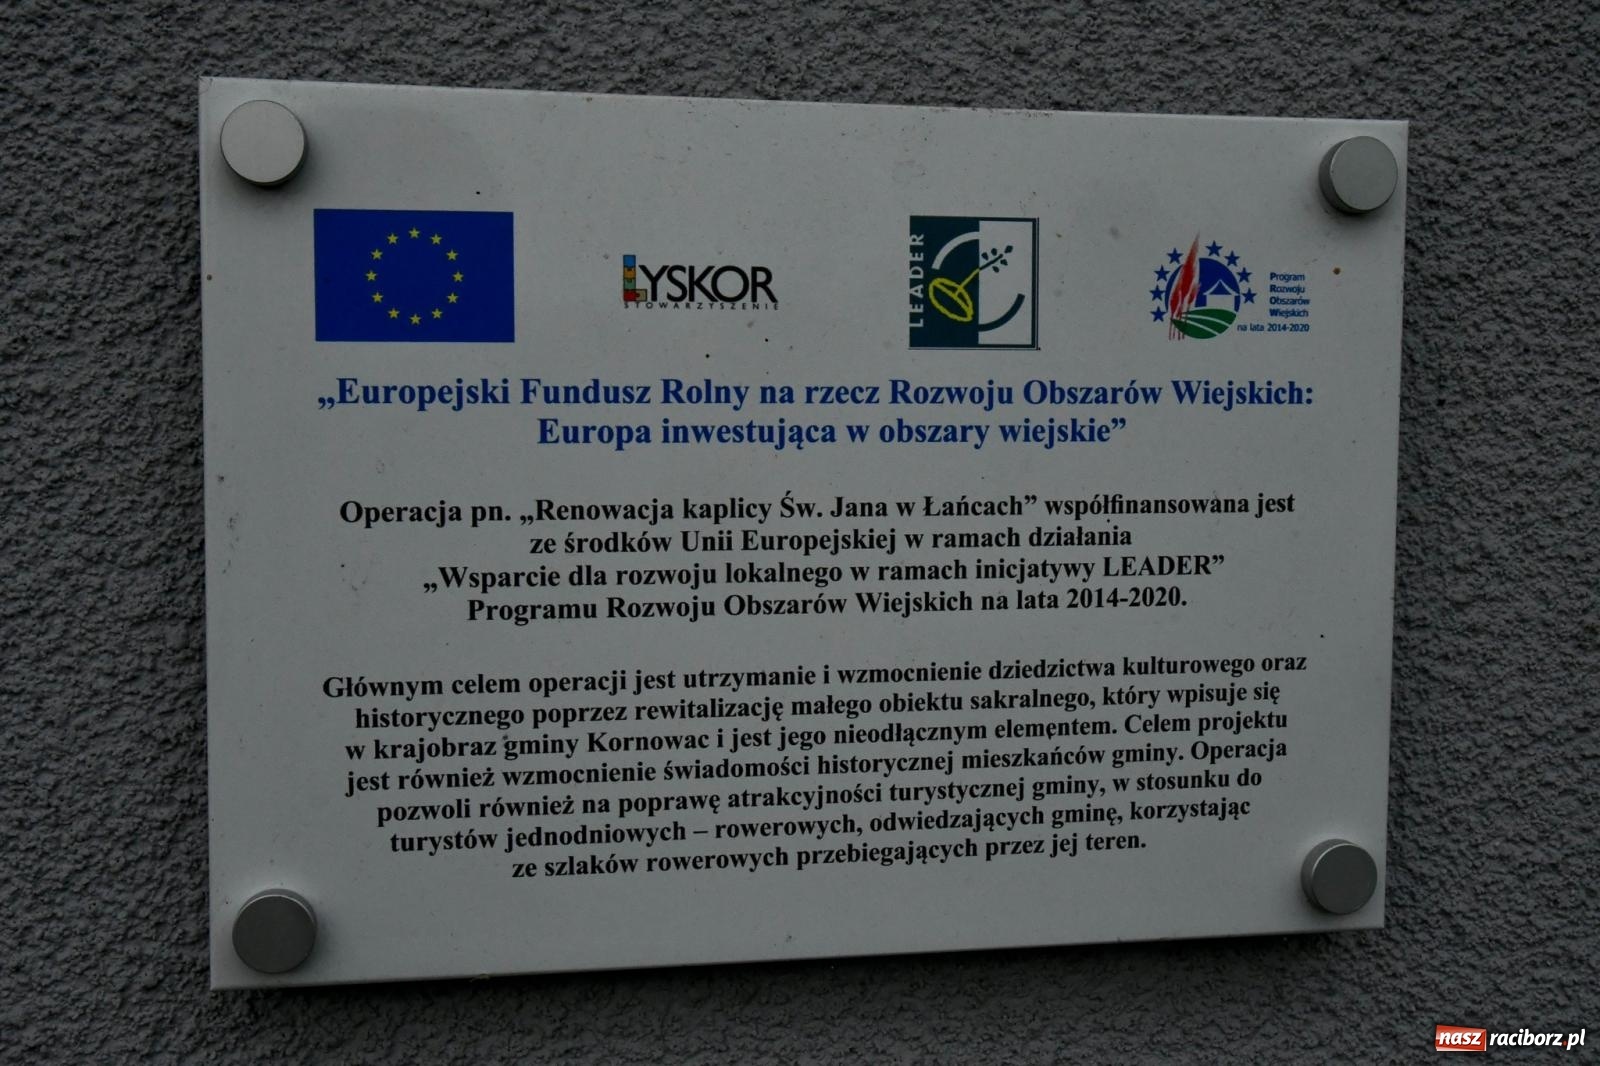 LYSKOR
STOWARZYSZENIE
LEADER
Program
Rozwoju
Obszarów
Wiejskich
na lata 2014-2020
„Europejski Fundusz Rolny na rzecz Rozwoju Obszarów Wiejskich:
Europa inwestująca w obszary wiejskie”
Operacja pn. „Renowacja kaplicy Św. Jana w Łańcach” współfinansowana jest
ze środków Unii Europejskiej w ramach działania
„Wsparcie dla rozwoju lokalnego w ramach inicjatywy LEADER”
Programu Rozwoju Obszarów Wiejskich na lata 2014-2020.
Głównym celem operacji jest utrzymanie i wzmocnienie dziedzictwa kulturowego oraz
historycznego poprzez rewitalizację małego obiektu sakralnego, który wpisuje się
w krajobraz gminy Kornowac i jest jego nieodłącznym elementem. Celem projektu
jest również wzmocnienie świadomości historycznej mieszkańców gminy. Operacja
pozwoli również na poprawę atrakcyjności turystycznej gminy, w stosunku do
turystów jednodniowych – rowerowych, odwiedzających gminę, korzystając
ze szlaków rowerowych przebiegających przez jej teren.
nasz raciborz.pl